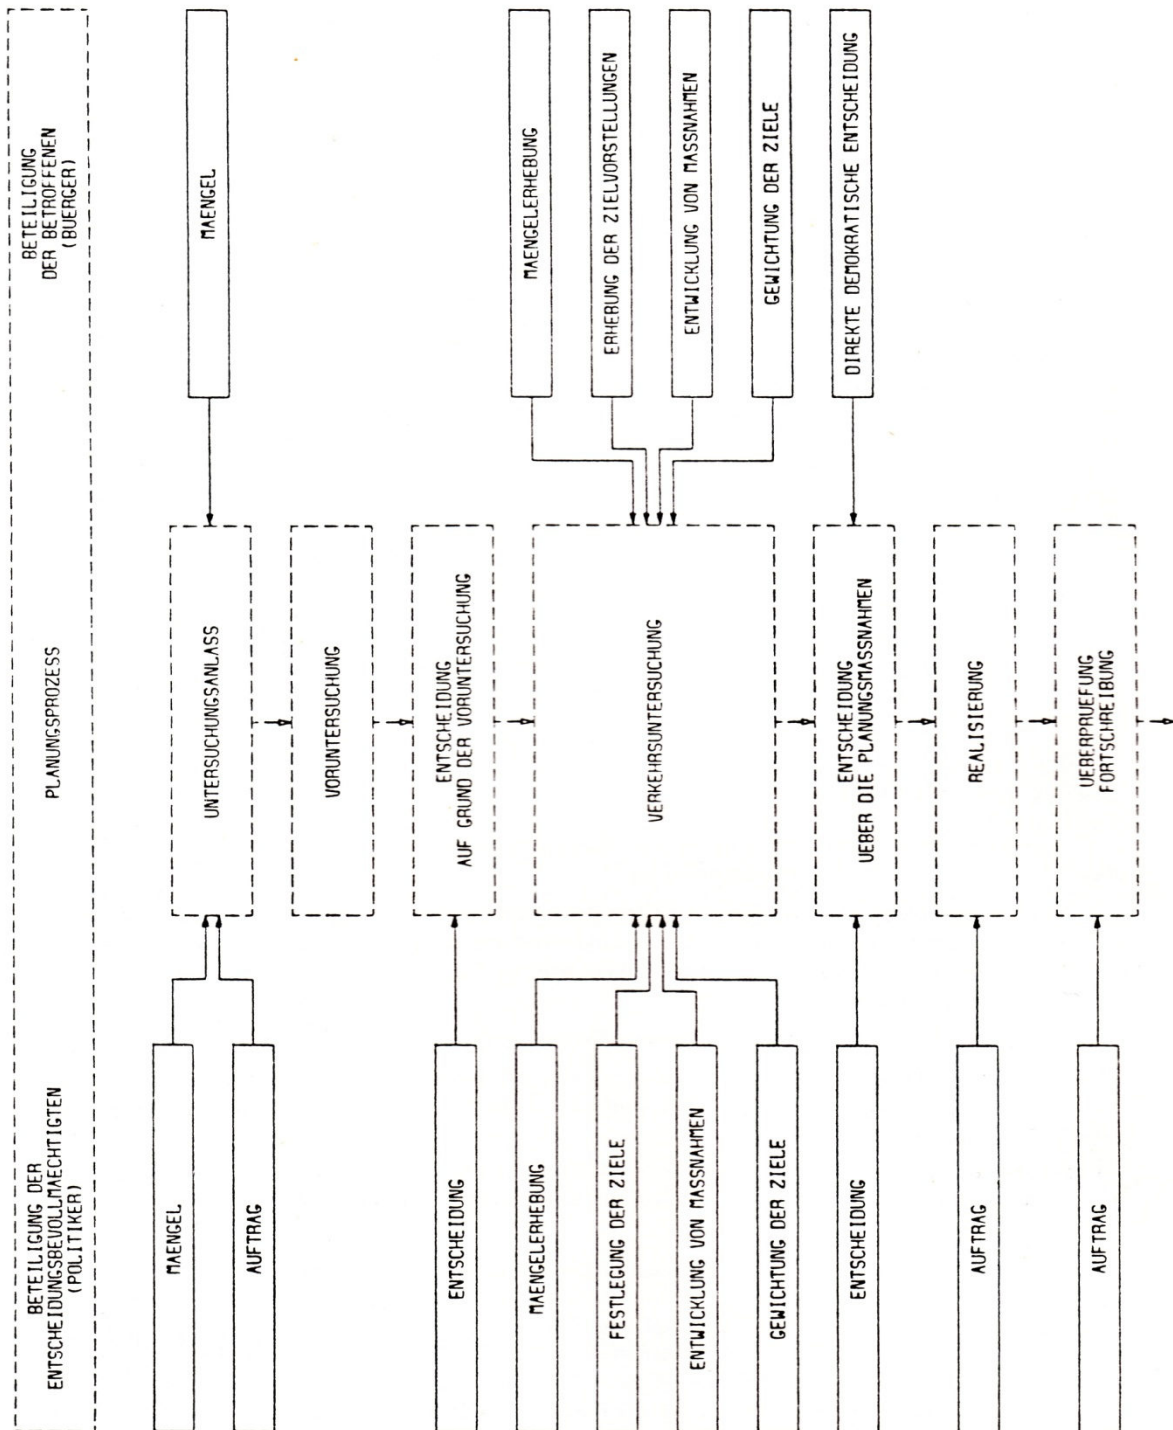 BETEILIGUNG DER
ENTSCHEIDUNGSBEVOLLMAECHTIGTEN
(POLITIKER)
PLANUNGSPROZESS
BETEILIGUNG
DER BETROFFENEN
(BUERGER)
MAENGEL
AUFTRAG
UNTERSUCHUNGSANLASS
MAENGEL
VORUNTERSUCHUNG
ENTSCHEIDUNG
ENTSCHEIDUNG
AUF GRUND DER VORUNTERSUCHUNG
MAENGELERHEBUNG
FESTLEGUNG DER ZIELE
ENTWICKLUNG VON MASSNAHMEN
GEWICHTUNG DER ZIELE
VERKEHRSUNTERSUCHUNG
MAENGELERHEBUNG
ERHEBUNG DER ZIELVORSTELLUNGEN
ENTWICKLUNG VON MASSNAHMEN
GEWICHTUNG DER ZIELE
ENTSCHEIDUNG
ENTSCHEIDUNG
UEBER DIE PLANUNGSMASSNAHMEN
DIREKTE DEMOKRATISCHE ENTSCHEIDUNG
AUFTRAG
REALISIERUNG
AUFTRAG
UEBERPRUEFUNG
FORTSCHREIBUNG